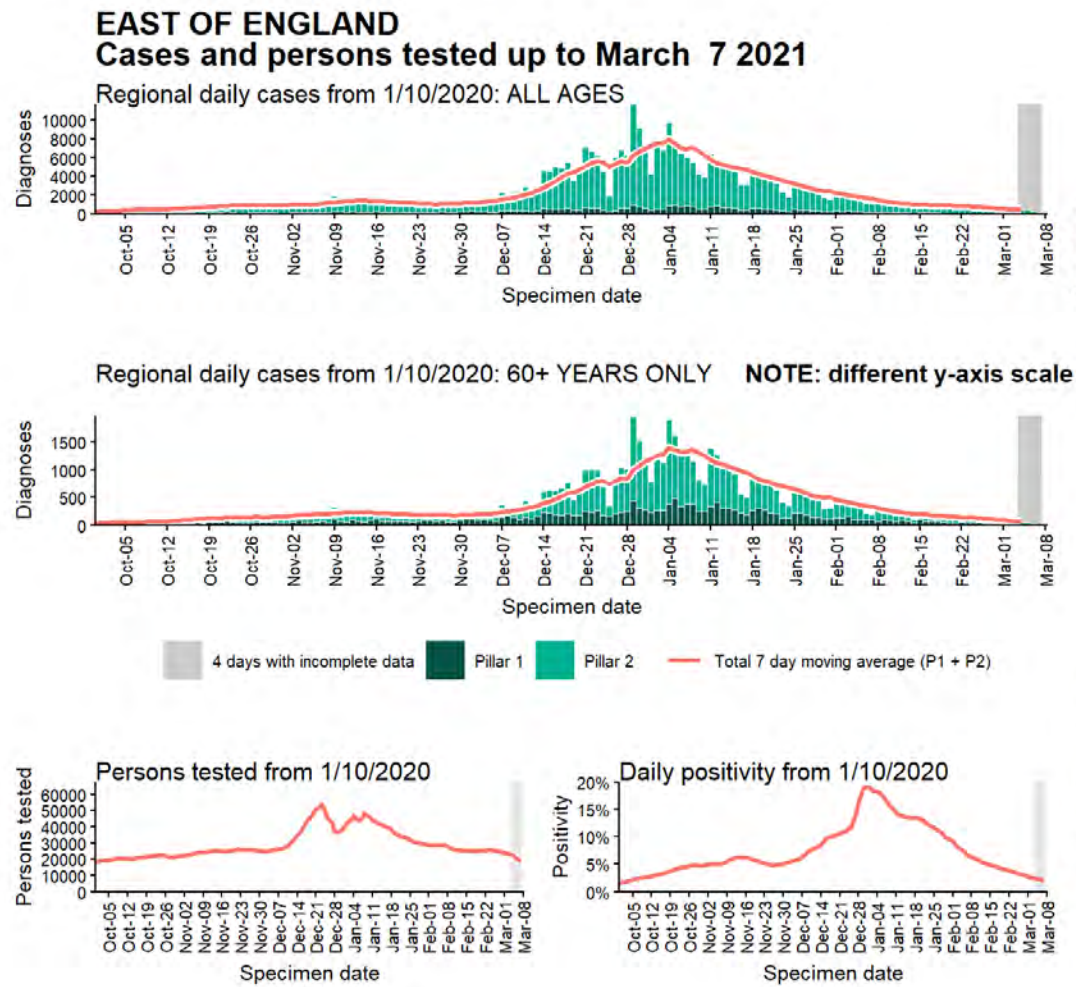 EAST OF ENGLAND
Cases and persons tested up to March 7 2021
Regional daily cases from 1/10/2020: ALL AGES
Diagnoses
10000
8000
6000
4000
2000
0
Oct-05 Oct-12 Oct-19 Oct-26 Nov-02 Nov-09 Nov-16 Nov-23 Nov-30 Dec-07 Dec-14 Dec-21 Dec-28 Jan-04 Jan-11 Jan-18 Jan-25 Feb-01 Feb-08 Feb-15 Feb-22 Mar-01 Mar-08
Specimen date
Regional daily cases from 1/10/2020: 60+ YEARS ONLY NOTE: different y-axis scale
Diagnoses
1500
1000
500
0
Oct-05 Oct-12 Oct-19 Oct-26 Nov-02 Nov-09 Nov-16 Nov-23 Nov-30 Dec-07 Dec-14 Dec-21 Dec-28 Jan-04 Jan-11 Jan-18 Jan-25 Feb-01 Feb-08 Feb-15 Feb-22 Mar-01 Mar-08
Specimen date
4 days with incomplete data Pillar 1 Pillar 2 Total 7 day moving average (P1 + P2)
Persons tested from 1/10/2020
Persons tested
60000
50000
40000
30000
20000
10000
0
Oct-05 Oct-12 Oct-19 Oct-26 Nov-02 Nov-09 Nov-16 Nov-23 Nov-30 Dec-07 Dec-14 Dec-21 Dec-28 Jan-04 Jan-11 Jan-18 Jan-25 Feb-01 Feb-08 Feb-15 Feb-22 Mar-01 Mar-08
Specimen date
Daily positivity from 1/10/2020
Positivity
20%
15%
10%
5%
0%
Oct-05 Oct-12 Oct-19 Oct-26 Nov-02 Nov-09 Nov-16 Nov-23 Nov-30 Dec-07 Dec-14 Dec-21 Dec-28 Jan-04 Jan-11 Jan-18 Jan-25 Feb-01 Feb-08 Feb-15 Feb-22 Mar-01 Mar-08
Specimen date